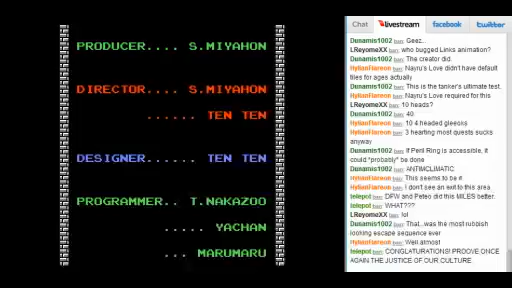 PRODUCER.... S.MIYAHON
DIRECTOR.... S.MIYAHON
...... TEN TEN
DESIGNER...... TEN TEN
PROGRAMMER.. T.NAKAZOO
..... YACHAN
... MARUMARU
Chat livestream facebook twitter
Dunamis1002 Geez..
LReyomeXX who bugged Links animation?
Dunamis1002 The creator did.
HylianFlareon Nayru's Love didn't have default
tiles for ages actually
Dunamis1002 This is the tanker's ultimate test.
HylianFlareon Nayru's Love required for this
LReyomeXX 10 heads?
Dunamis1002 40
HylianFlareon 10 4 headed gleeoks
HylianFlareon 3 hearting most quests sucks
anyway
Dunamis1002 If Peril Ring is accessible, it
could *probably* be done
Dunamis1002 ANTIMCLIMATIC
HylianFlareon This seems to be it
HylianFlareon I don't see an exit to this area
telepot DFW and Peteo did this MILES better.
telepot WHAT???
LReyomeXX lol
Dunamis1002 That...was the most rubbish
looking escape sequence ever
HylianFlareon Well almost
telepot CONGLATURATIONS! PROOVE ONCE
AGAIN THE JUSTICE OF OUR CULTURE